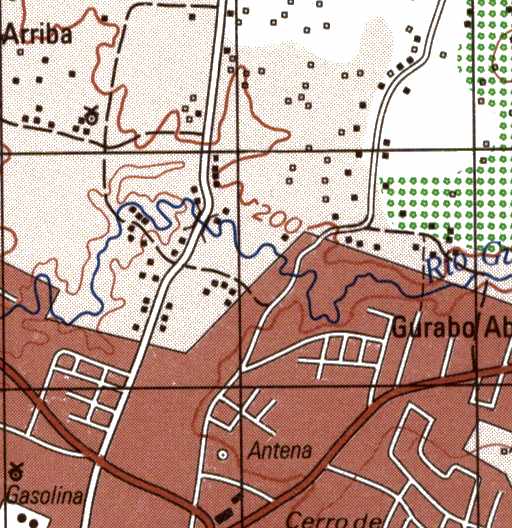 Arriba
200
Río Gu
Gurabo Ab
Antena
Gasolina
Cerro de